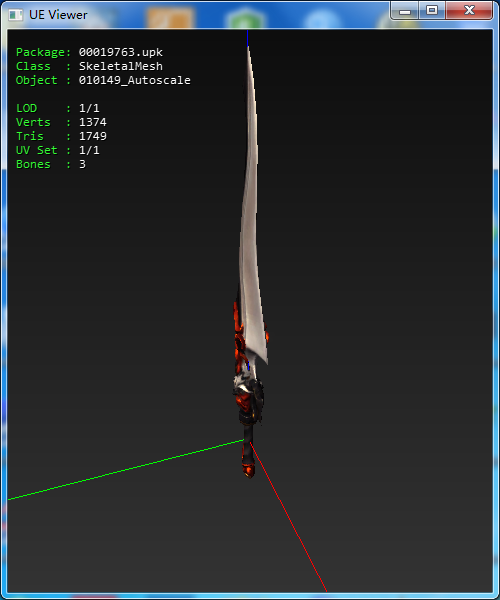 UE Viewer
Package: 00019763.upk
Class : SkeletalMesh
Object : 010149_Autoscale
LOD : 1/1
Verts : 1374
Tris : 1749
UV Set : 1/1
Bones : 3